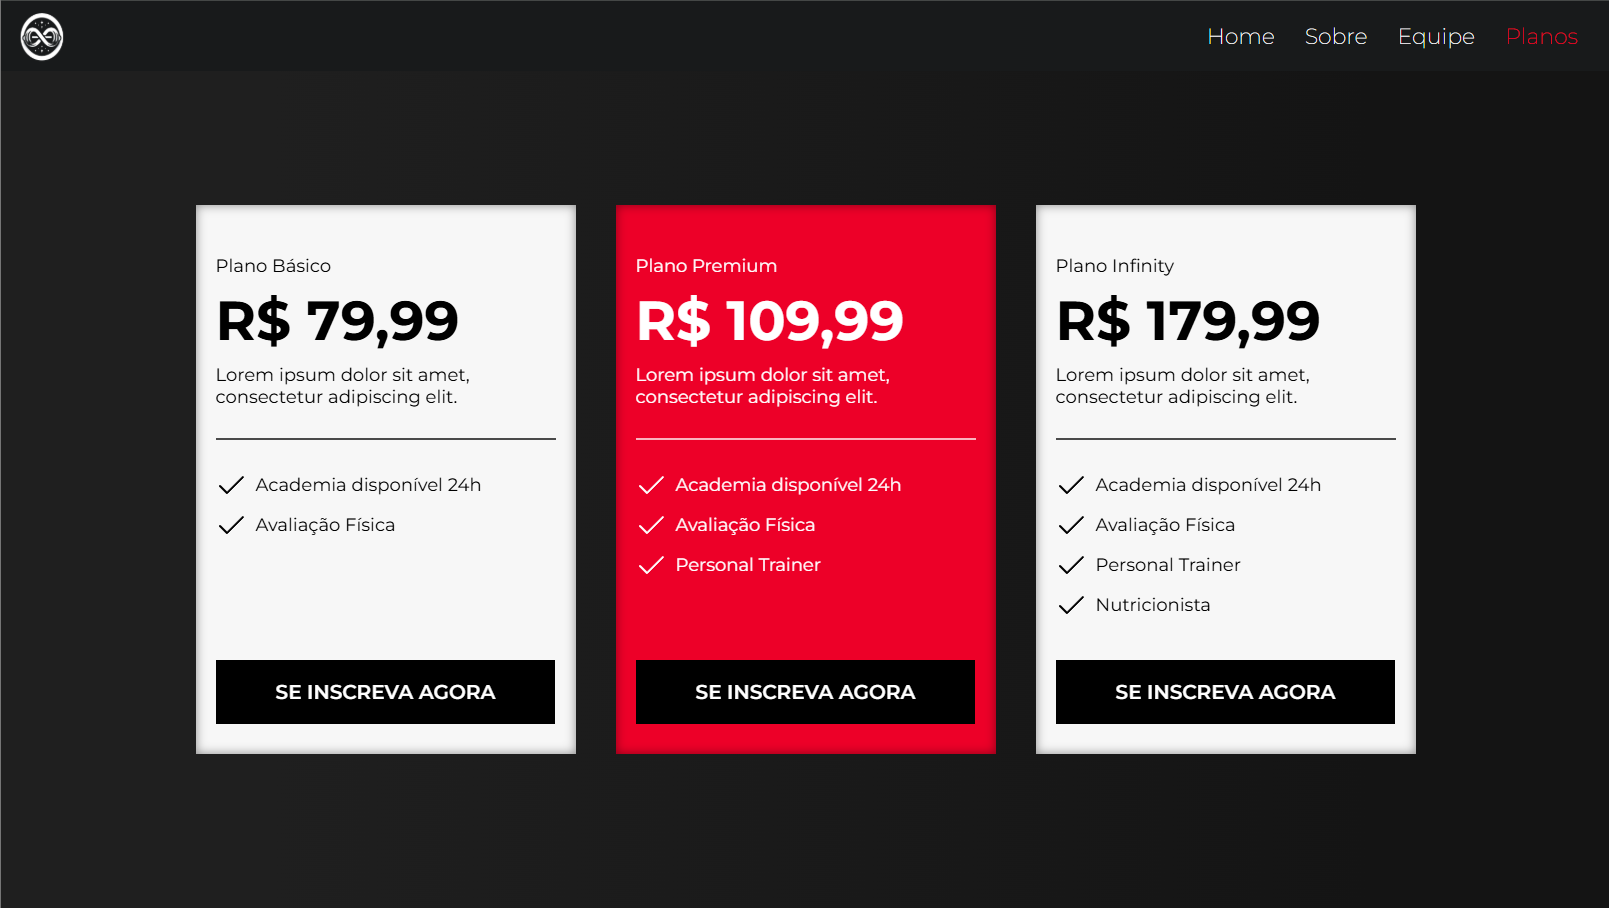 Home Sobre Equipe Planos
Plano Básico
R$ 79,99
Lorem ipsum dolor sit amet,
consectetur adipiscing elit.
Academia disponível 24h
Avaliação Física
SE INSCREVA AGORA
Plano Premium
R$ 109,99
Lorem ipsum dolor sit amet,
consectetur adipiscing elit.
Academia disponível 24h
Avaliação Física
Personal Trainer
SE INSCREVA AGORA
Plano Infinity
R$ 179,99
Lorem ipsum dolor sit amet,
consectetur adipiscing elit.
Academia disponível 24h
Avaliação Física
Personal Trainer
Nutricionista
SE INSCREVA AGORA